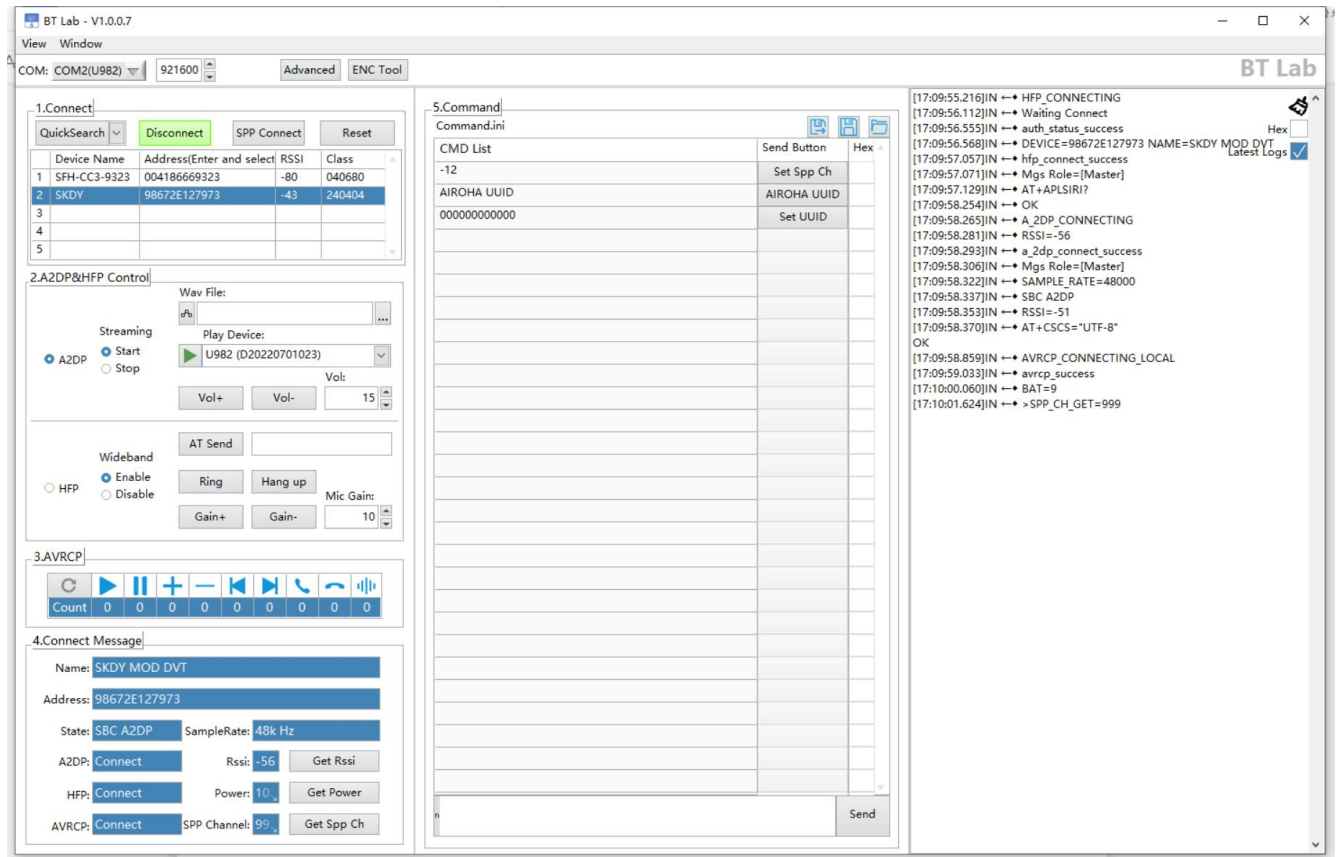 BT Lab - V1.0.0.7
View Window
COM: COM2(U982) 921600 Advanced ENC Tool BT Lab
1.Connect
QuickSearch Disconnect SPP Connect Reset
Device Name Address(Enter and select RSSI Class
1 SFH-CC3-9323 004186669323 -80 040680
2 SKDY 98672E127973 -43 240404
3
4
5
2.A2DP&HFP Control
Wav File:
...
Streaming
Play Device:
A2DP
Start
Stop
U982 (D20220701023)
Vol:
Vol+ Vol- 15
AT Send
Wideband
HFP
Enable
Disable
Ring Hang up
Mic Gain:
Gain+ Gain- 10
3.AVRCP
Count 0 0 0 0 0 0 0 0 0
4.Connect Message
Name: SKDY MOD DVT
Address: 98672E127973
State: SBC A2DP SampleRate: 48k Hz
A2DP: Connect Rssi: -56 Get Rssi
HFP: Connect Power: 10 Get Power
AVRCP: Connect SPP Channel: 99 Get Spp Ch
5.Command
Command.ini
CMD List Send Button Hex
-12 Set Spp Ch
AIROHA UUID AIROHA UUID
000000000000 Set UUID
Send
[17:09:55.216]IN ←• HFP_CONNECTING
[17:09:56.112]IN ←• Waiting Connect
[17:09:56.555]IN ←• auth_status_success
Hex
[17:09:56.568]IN ←• DEVICE=98672E127973 NAME=SKDY MOD DVT
Latest Logs
[17:09:57.057]IN ←• hfp_connect_success
[17:09:57.071]IN ←• Mgs Role=[Master]
[17:09:57.129]IN ←• AT+APLSIRI?
[17:09:58.254]IN ←• OK
[17:09:58.265]IN ←• A_2DP_CONNECTING
[17:09:58.281]IN ←• RSSI=-56
[17:09:58.293]IN ←• a_2dp_connect_success
[17:09:58.306]IN ←• Mgs Role=[Master]
[17:09:58.322]IN ←• SAMPLE_RATE=48000
[17:09:58.337]IN ←• SBC A2DP
[17:09:58.353]IN ←• RSSI=-51
[17:09:58.370]IN ←• AT+CSCS="UTF-8"
OK
[17:09:58.859]IN ←• AVRCP_CONNECTING_LOCAL
[17:09:59.033]IN ←• avrcp_success
[17:10:00.060]IN ←• BAT=9
[17:10:01.624]IN ←• >SPP_CH_GET=999